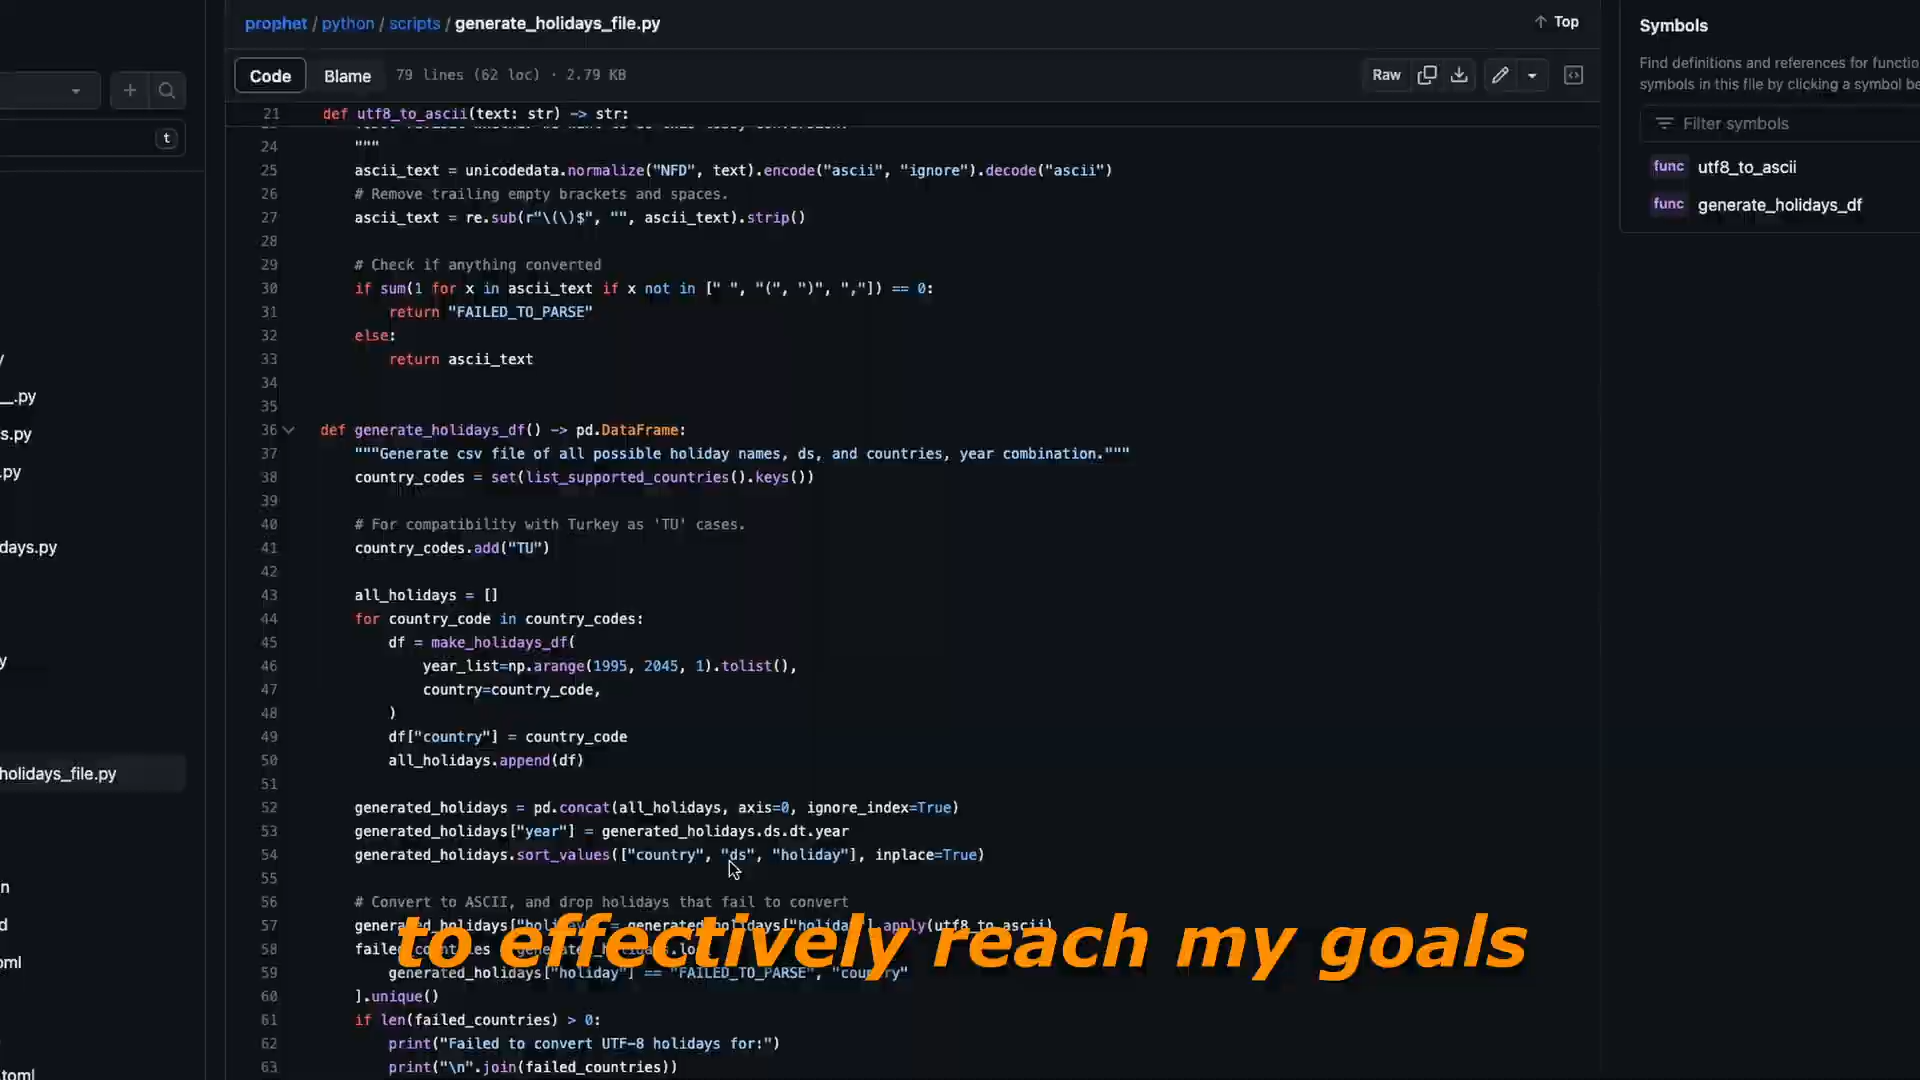 prophet / python / scripts / generate_holidays_file.py
Top
Code
Blame
79 lines (62 loc) · 2.79 KB
Raw
21 def utf8_to_ascii(text: str) -> str:
24 """
25 ascii_text = unicodedata.normalize("NFD", text).encode("ascii", "ignore").decode("ascii")
26 # Remove trailing empty brackets and spaces.
27 ascii_text = re.sub(r"\(\)$", "", ascii_text).strip()
28
29 # Check if anything converted
30 if sum(1 for x in ascii_text if x not in [" ", "(", ")", ","]) == 0:
31 return "FAILED_TO_PARSE"
32 else:
33 return ascii_text
34
35
36 def generate_holidays_df() -> pd.DataFrame:
37 """Generate csv file of all possible holiday names, ds, and countries, year combination."""
38 country_codes = set(list_supported_countries().keys())
39
40 # For compatibility with Turkey as 'TU' cases.
41 country_codes.add("TU")
42
43 all_holidays = []
44 for country_code in country_codes:
45 df = make_holidays_df(
46 year_list=np.arange(1995, 2045, 1).tolist(),
47 country=country_code,
48 )
49 df["country"] = country_code
50 all_holidays.append(df)
51
52 generated_holidays = pd.concat(all_holidays, axis=0, ignore_index=True)
53 generated_holidays["year"] = generated_holidays.ds.dt.year
54 generated_holidays.sort_values(["country", "ds", "holiday"], inplace=True)
55
56 # Convert to ASCII, and drop holidays that fail to convert
57 generated_holidays = generated_holidays .apply(utf8_to_ascii)
58
59 generated_holidays["holiday"] == "FAILED_TO_PARSE", "country"
60 ].unique()
61 if len(failed_countries) > 0:
62 print("Failed to convert UTF-8 holidays for:")
63 print("\n".join(failed_countries))
to effectively reach my goals
Symbols
Find definitions and references for functio
symbols in this file by clicking a symbol be
Filter symbols
func utf8_to_ascii
func generate_holidays_df
t
y
__.py
s.py
.py
days.py
y
holidays_file.py
n
d
oml
.toml